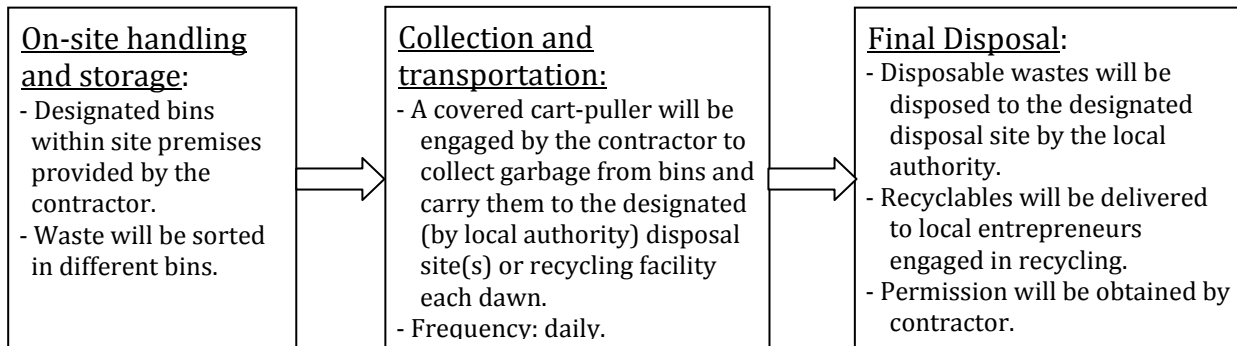 On-site handling
and storage:
- Designated bins
within site premises
provided by the
contractor.
- Waste will be sorted
in different bins.
Collection and
transportation:
- A covered cart-puller will be
engaged by the contractor to
collect garbage from bins and
carry them to the designated
(by local authority) disposal
site(s) or recycling facility
each dawn.
- Frequency: daily.
Final Disposal:
- Disposable wastes will be
disposed to the designated
disposal site by the local
authority.
- Recyclables will be delivered
to local entrepreneurs
engaged in recycling.
- Permission will be obtained by
contractor.